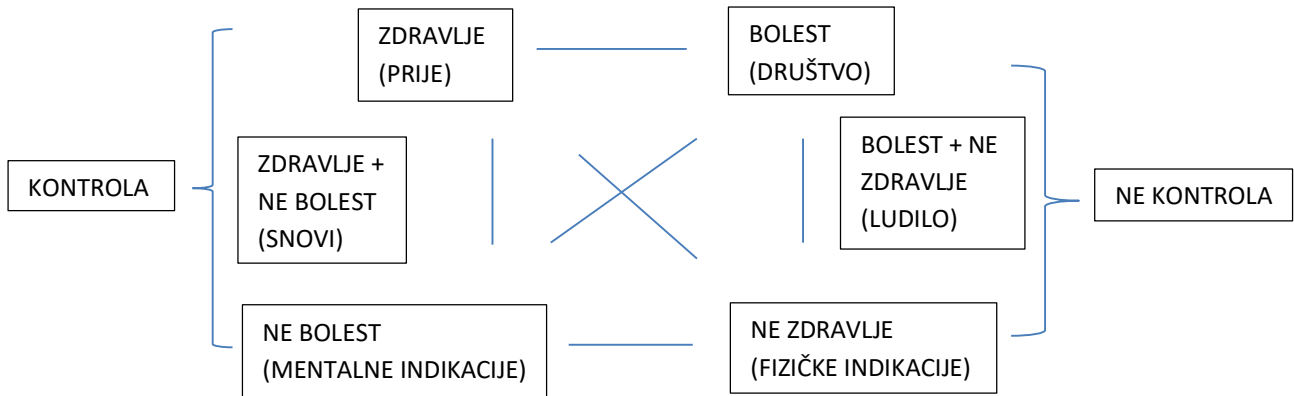 ZDRAVLJE
(PRIJE)
BOLEST
(DRUŠTVO)
KONTROLA
ZDRAVLJE +
NE BOLEST
(SNOVI)
BOLEST + NE
ZDRAVLJE
(LUDILO)
NE KONTROLA
NE BOLEST
(MENTALNE INDIKACIJE)
NE ZDRAVLJE
(FIZIČKE INDIKACIJE)